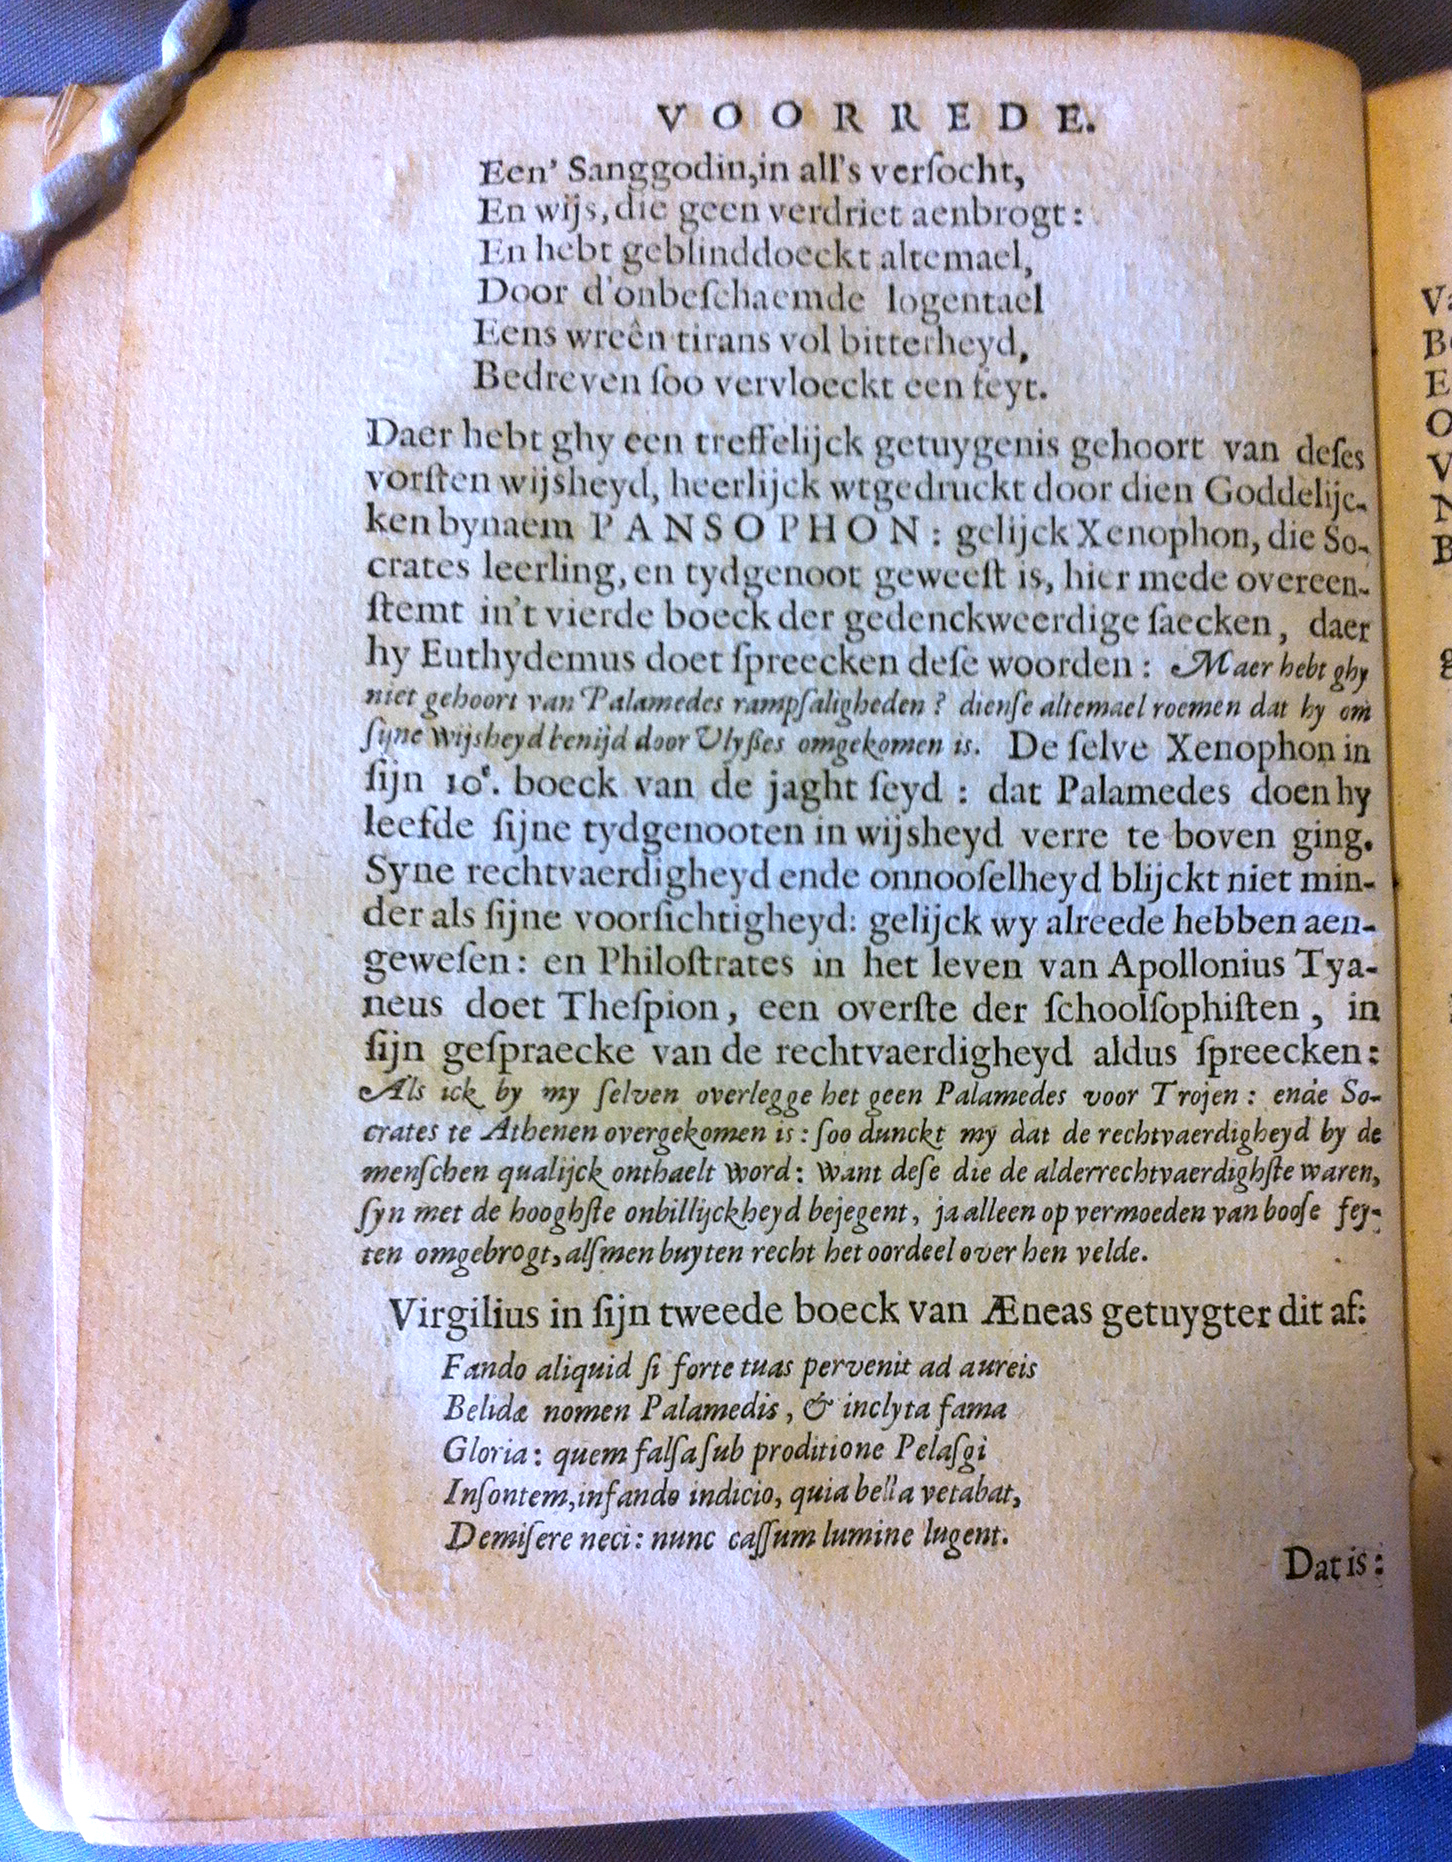 VOORREDE.
Een' Sanggodin, in all's verſocht,
En wijs, die geen verdriet aenbrogt:
En hebt geblinddoeckt altemael,
Door d'onbeſchaemde logentael
Eens wreên tirans vol bitterheyd,
Bedreven ſoo vervloeckt een feyt.
Daer hebt ghy een treffelijck getuygenis gehoort van deſes
vorſten wijsheyd, heerlijck wtgedruckt door dien Goddelijc-
ken bynaem PANSOPHON: gelijck Xenophon, die So-
crates leerling, en tydgenoot geweeſt is, hier mede overeen-
ſtemt in't vierde boeck der gedenckweerdige ſaecken, daer
hy Euthydemus doet ſpreecken deſe woorden: Maer hebt ghy
niet gehoort van Palamedes rampſaligheden? dienſe altemael roemen dat hy om
ſijne wijsheyd benijd door Ulyßes omgekomen is. De ſelve Xenophon in
ſijn 10e. boeck van de jaght ſeyd: dat Palamedes doen hy
leefde ſijne tydgenooten in wijsheyd verre te boven ging.
Syne rechtvaerdigheyd ende onnooſelheyd blijckt niet min-
der als ſijne voorſichtigheyd: gelijck wy alreede hebben aen-
geweſen: en Philoſtrates in het leven van Apollonius Tya-
neus doet Theſpion, een overſte der ſchoolſophiſten, in
ſijn geſpraecke van de rechtvaerdigheyd aldus ſpreecken:
Als ick by my ſelven overlegge het geen Palamedes voor Trojen: ende So-
crates te Athenen overgekomen is: ſoo dunckt my dat de rechtvaerdigheyd by de
menſchen qualijck onthaelt word: want deſe die de alderrechtvaerdighſte waren,
ſyn met de hooghſte onbillijckheyd bejegent, ja alleen op vermoeden van booſe fey-
ten omgebrogt, alſmen buyten recht het oordeel over hen velde.
Virgilius in ſijn tweede boeck van Æneas getuygter dit af:
Fando aliquid ſi forte tuas pervenit ad aureis
Belidæ nomen Palamedis, & inclyta fama
Gloria: quem falſa ſub proditione Pelaſgi
Inſontem, infando indicio, quia bella vetabat,
Demiſere neci: nunc caſſum lumine lugent.
Dat is: